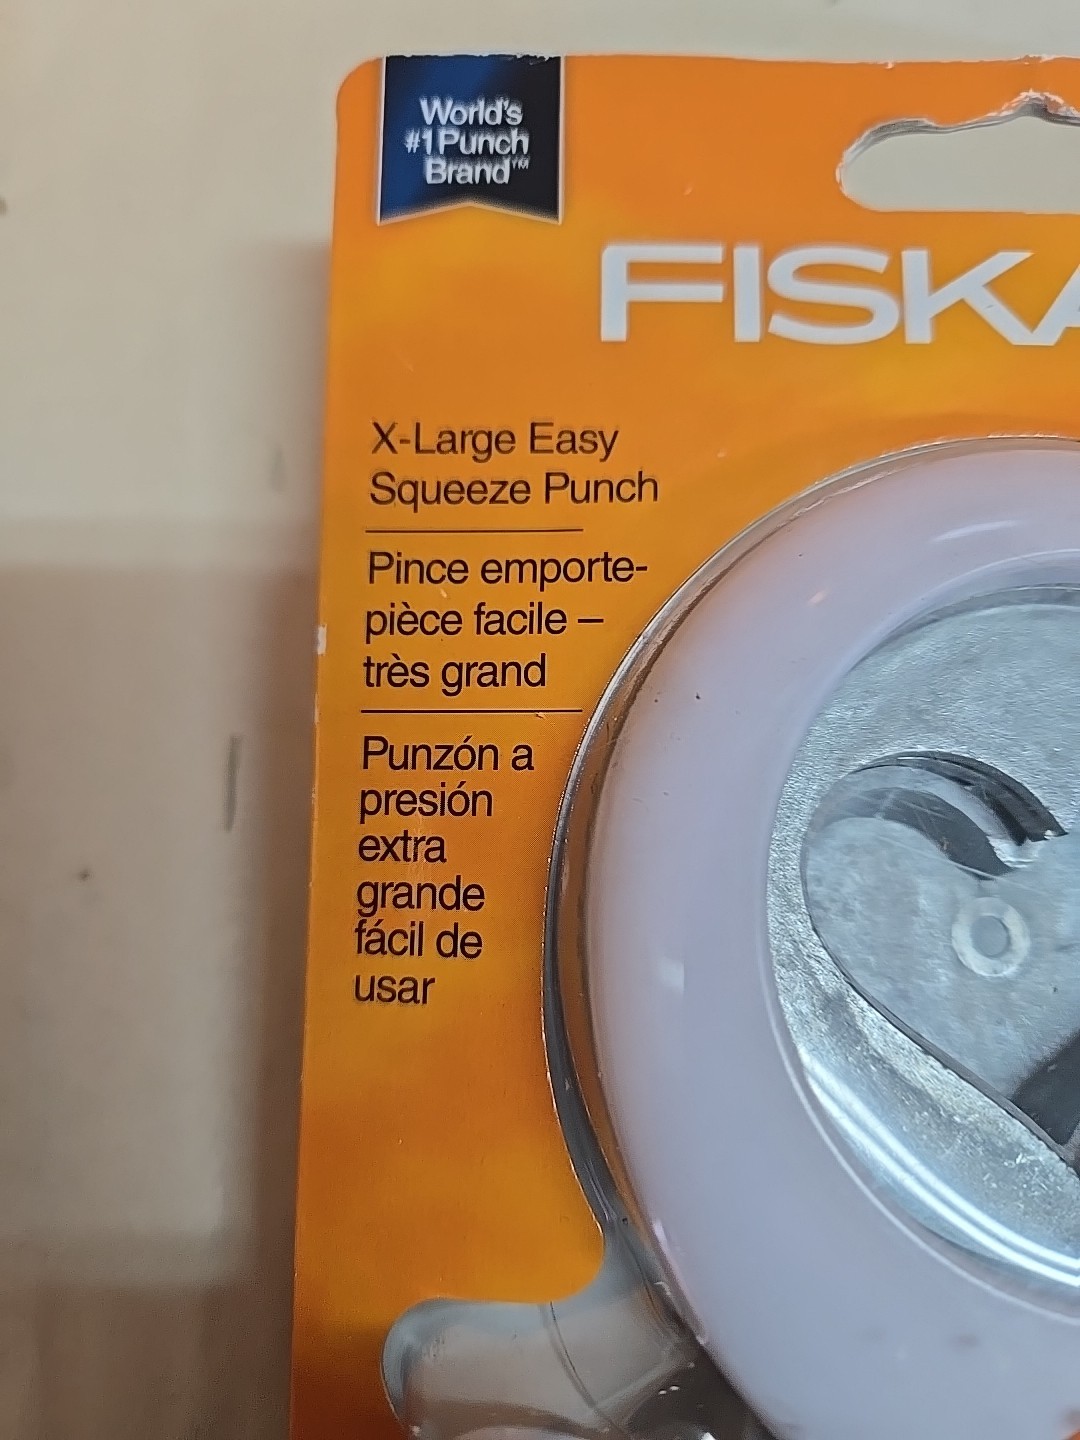 World's
#1 Punch
Brand™
FISKA
X-Large Easy
Squeeze Punch
Pince emporte-
pièce facile –
très grand
Punzón a
presión
extra
grande
fácil de
usar